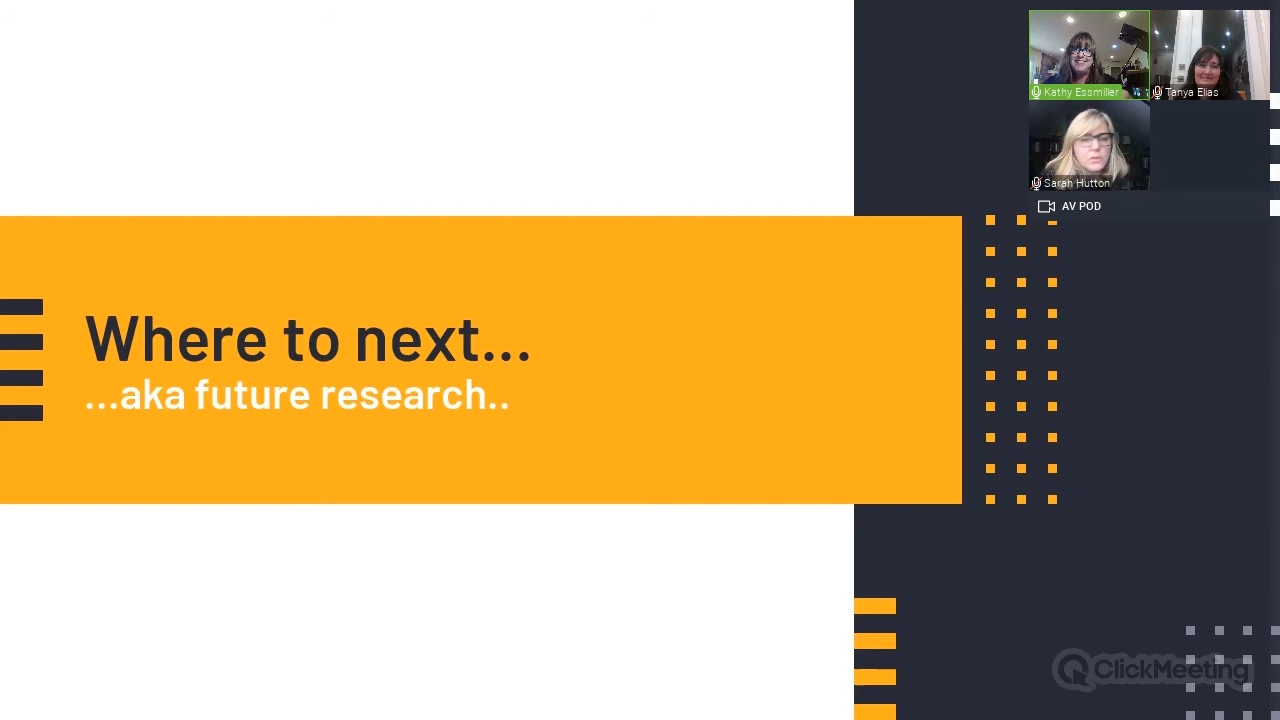 Kathy Essmiller
Tanya Elias
Sarah Hutton
AV POD
Where to next...
...aka future research..
ClickMeeting